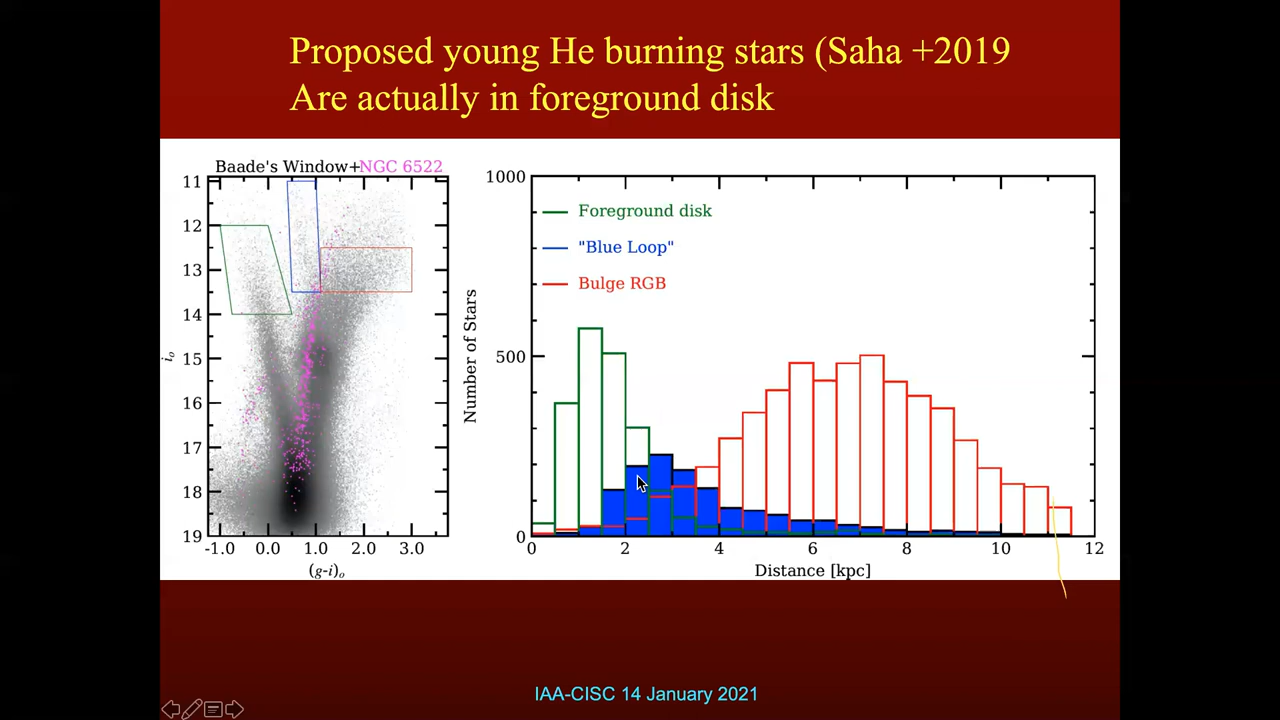 Proposed young He burning stars (Saha +2019
Are actually in foreground disk
Baade's Window+NGC 6522
11
12
13
14
15
16
17
18
19
i₀
-1.0 0.0 1.0 2.0 3.0
(g-i)₀
1000
500
0
Number of Stars
Foreground disk
"Blue Loop"
Bulge RGB
0 2 4 6 8 10 12
Distance [kpc]
IAA-CISC 14 January 2021